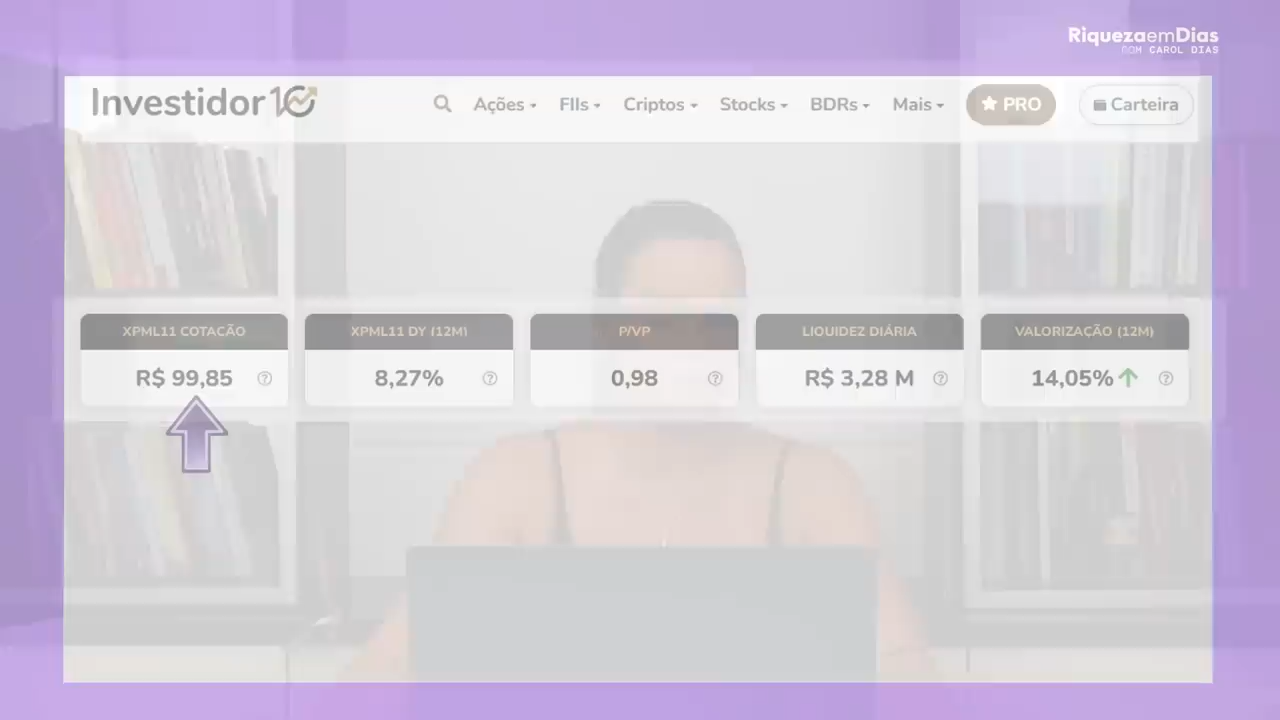 RiquezaemDias
COM CAROL DIAS
Investidor10
Ações
FIIs
Criptos
Stocks
BDRs
Mais
PRO
Carteira
XPML11 COTAÇÃO
R$ 99,85
XPML11 DY (12M)
8,27%
P/VP
0,98
LIQUIDEZ DIÁRIA
R$ 3,28 M
VALORIZAÇÃO (12M)
14,05%